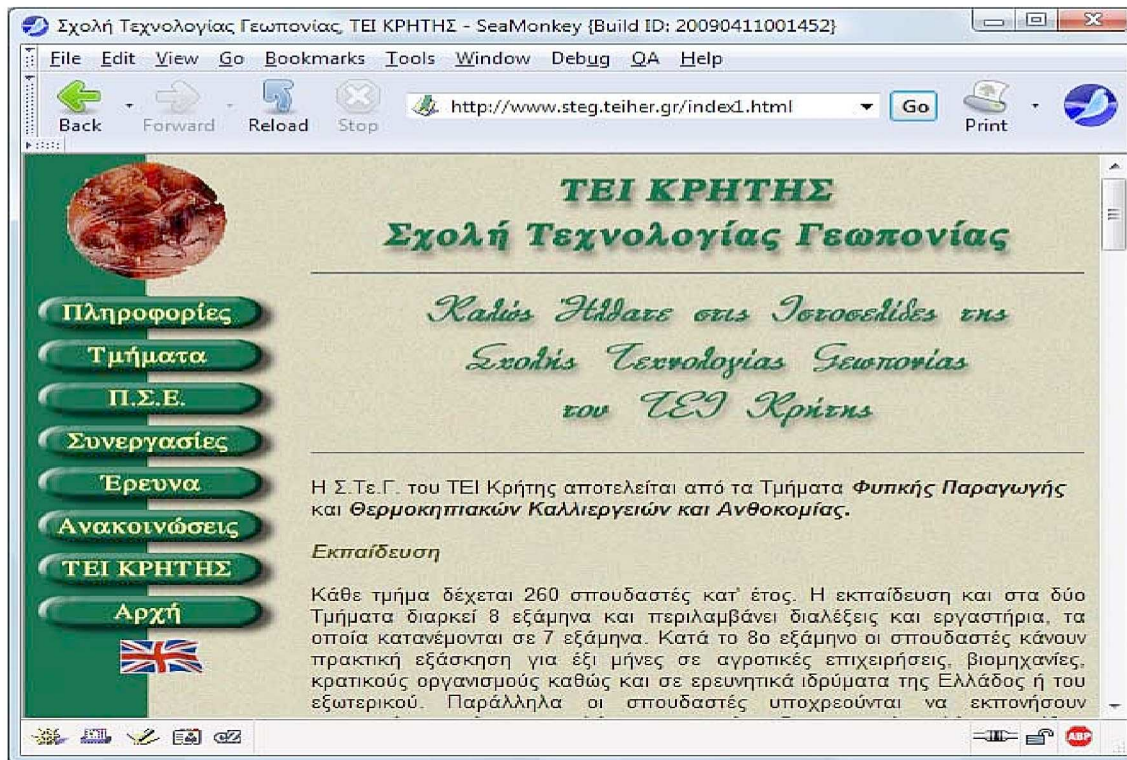 Σχολή Τεχνολογίας Γεωπονίας, ΤΕΙ ΚΡΗΤΗΣ - SeaMonkey {Build ID: 20090411001452}
File Edit View Go Bookmarks Tools Window Debug QA Help
Back Forward Reload Stop http://www.steg.teiher.gr/index1.html Go Print
ΤΕΙ ΚΡΗΤΗΣ
Σχολή Τεχνολογίας Γεωπονίας
Πληροφορίες
Τμήματα
Π.Σ.Ε.
Συνεργασίες
Έρευνα
Ανακοινώσεις
ΤΕΙ ΚΡΗΤΗΣ
Αρχή
Καλώς Ήλθατε στις Ιστοσελίδες της
Σχολής Τεχνολογίας Γεωπονίας
του ΤΕΙ Κρήτης
Η Σ.Τε.Γ. του ΤΕΙ Κρήτης αποτελείται από τα Τμήματα Φυτικής Παραγωγής
και Θερμοκηπιακών Καλλιεργειών και Ανθοκομίας.
Εκπαίδευση
Κάθε τμήμα δέχεται 260 σπουδαστές κατ' έτος. Η εκπαίδευση και στα δύο
Τμήματα διαρκεί 8 εξάμηνα και περιλαμβάνει διαλέξεις και εργαστήρια, τα
οποία κατανέμονται σε 7 εξάμηνα. Κατά το 8ο εξάμηνο οι σπουδαστές κάνουν
πρακτική εξάσκηση για έξι μήνες σε αγροτικές επιχειρήσεις, βιομηχανίες,
κρατικούς οργανισμούς καθώς και σε ερευνητικά ιδρύματα της Ελλάδος ή του
εξωτερικού. Παράλληλα οι σπουδαστές υποχρεούνται να εκπονήσουν
ABP